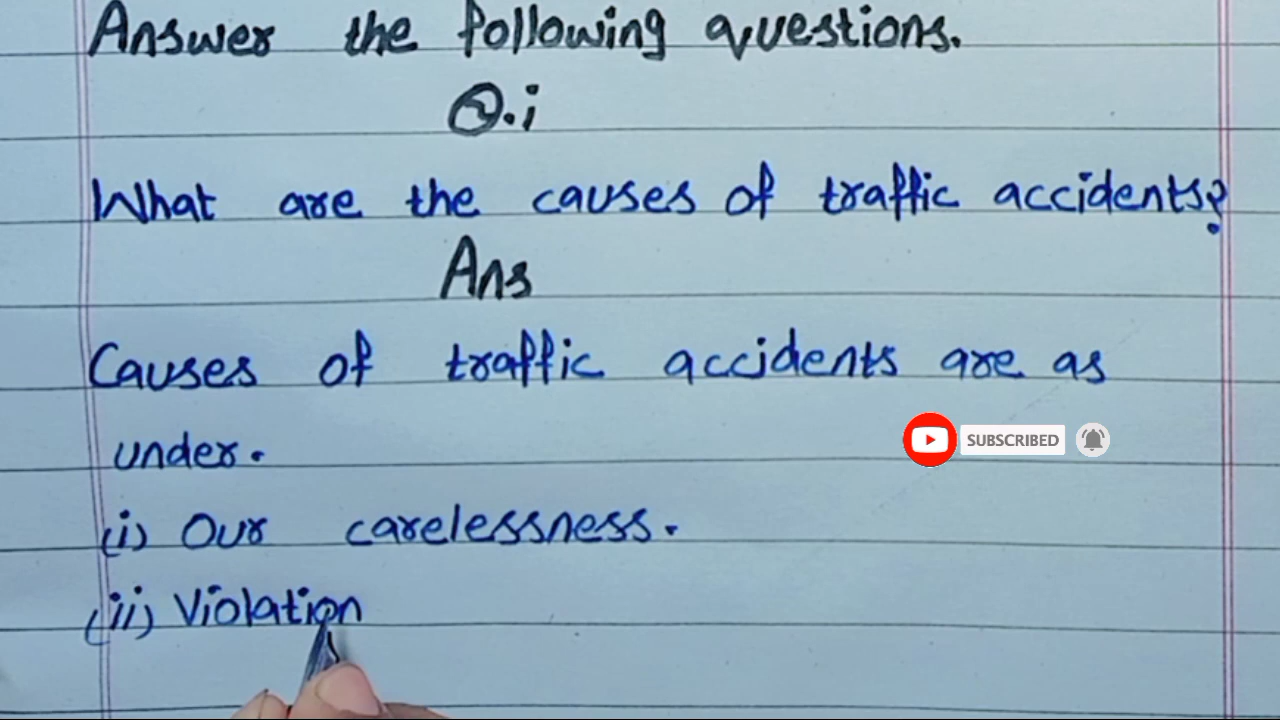 Answer the following questions.
Q.i
What are the causes of traffic accidents?
Ans
Causes of traffic accidents are as
under.
SUBSCRIBED
(i) Our carelessness.
(ii) Violation